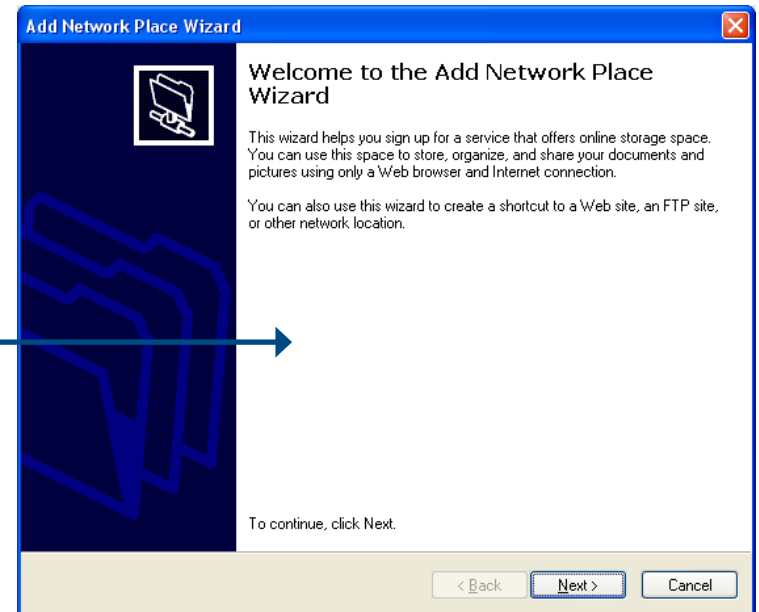 Add Network Place Wizard
Welcome to the Add Network Place
Wizard
This wizard helps you sign up for a service that offers online storage space.
You can use this space to store, organize, and share your documents and
pictures using only a Web browser and Internet connection.
You can also use this wizard to create a shortcut to a Web site, an FTP site,
or other network location.
To continue, click Next.
< Back Next > Cancel